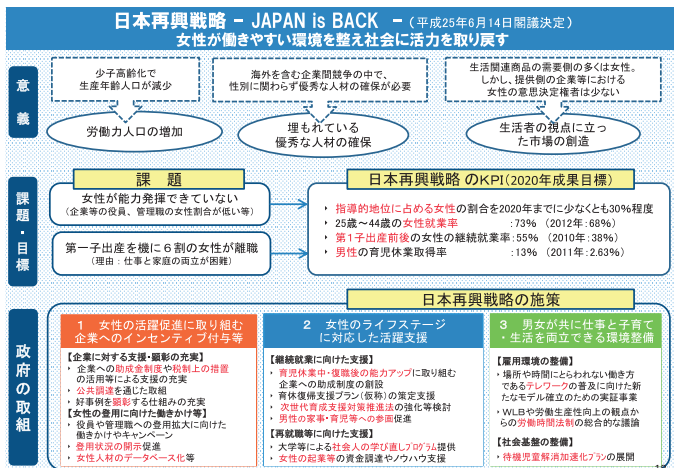 日本再興戦略 － JAPAN is BACK －（平成25年6月14日閣議決定）
女性が働きやすい環境を整え社会に活力を取り戻す
意義
少子高齢化で
生産年齢人口が減少
労働力人口の増加
海外を含む企業間競争の中で、
性別に関わらず優秀な人材の確保が必要
埋もれている
優秀な人材の確保
生活関連商品の需要側の多くは女性。
しかし、提供側の企業等における
女性の意思決定権者は少ない
生活者の視点に立っ
た市場の創造
課題・目標
課 題
女性が能力発揮できていない
（企業等の役員、管理職の女性割合が低い等）
第一子出産を機に６割の女性が離職
（理由：仕事と家庭の両立が困難）
日本再興戦略 のKPI（2020年成果目標）
・ 指導的地位に占める女性の割合を2020年までに少なくとも30％程度
・ 25歳～44歳の女性就業率 ：73％ （2012年：68％）
・ 第１子出産前後の女性の継続就業率：55％ （2010年：38％）
・ 男性の育児休業取得率 ：13％ （2011年：2.63％）
政府の取組
日本再興戦略の施策
１ 女性の活躍促進に取り組む
企業へのインセンティブ付与等
【企業に対する支援・顕彰の充実】
・ 企業への助成金制度や税制上の措置
の活用等による支援の充実
・ 公共調達を通じた取組
・ 好事例を顕彰する仕組みの充実
【女性の登用に向けた働きかけ等】
・ 役員や管理職への登用拡大に向けた
働きかけやキャンペーン
・ 登用状況の開示促進
・ 女性人材のデータベース化等
２ 女性のライフステージ
に対応した活躍支援
【継続就業に向けた支援】
・ 育児休業中・復職後の能力アップに取り組む
企業への助成制度の創設
・ 育休復帰支援プラン（仮称）の策定支援
・ 次世代育成支援対策推進法の強化等検討
・ 男性の家事・育児等への参画促進
【再就職等に向けた支援】
・ 大学等による社会人の学び直しプログラム提供
・ 女性の起業等の資金調達やノウハウ支援
３ 男女が共に仕事と子育て
・生活を両立できる環境整備
【雇用環境の整備】
・ 場所や時間にとらわれない働き方
であるテレワークの普及に向けた新
たなモデル確立のための実証事業
・ WLBや労働生産性向上の観点か
らの労働時間法制の総合的な議論
【社会基盤の整備】
・ 待機児童解消加速化プランの展開